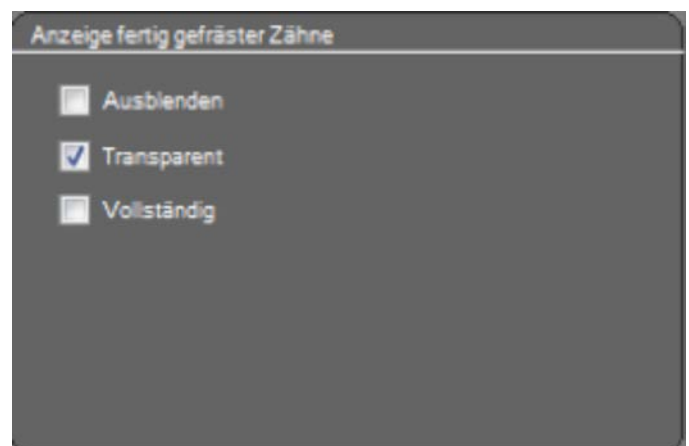 Anzeige fertig gefräster Zähne
Ausblenden
Transparent
Vollständig